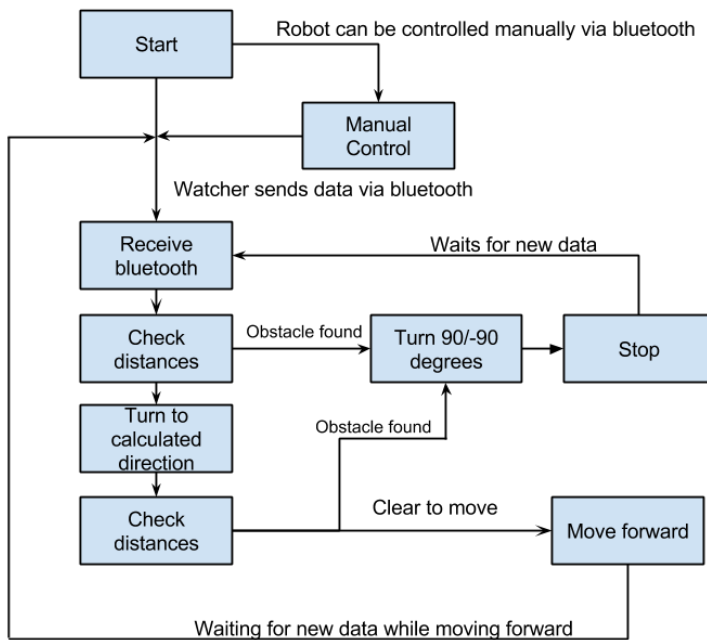 Robot can be controlled manually via bluetooth
Start
Manual
Control
Watcher sends data via bluetooth
Receive
bluetooth
Waits for new data
Check
distances
Obstacle found
Turn 90/-90
degrees
Stop
Turn to
calculated
direction
Obstacle found
Check
distances
Clear to move
Move forward
Waiting for new data while moving forward